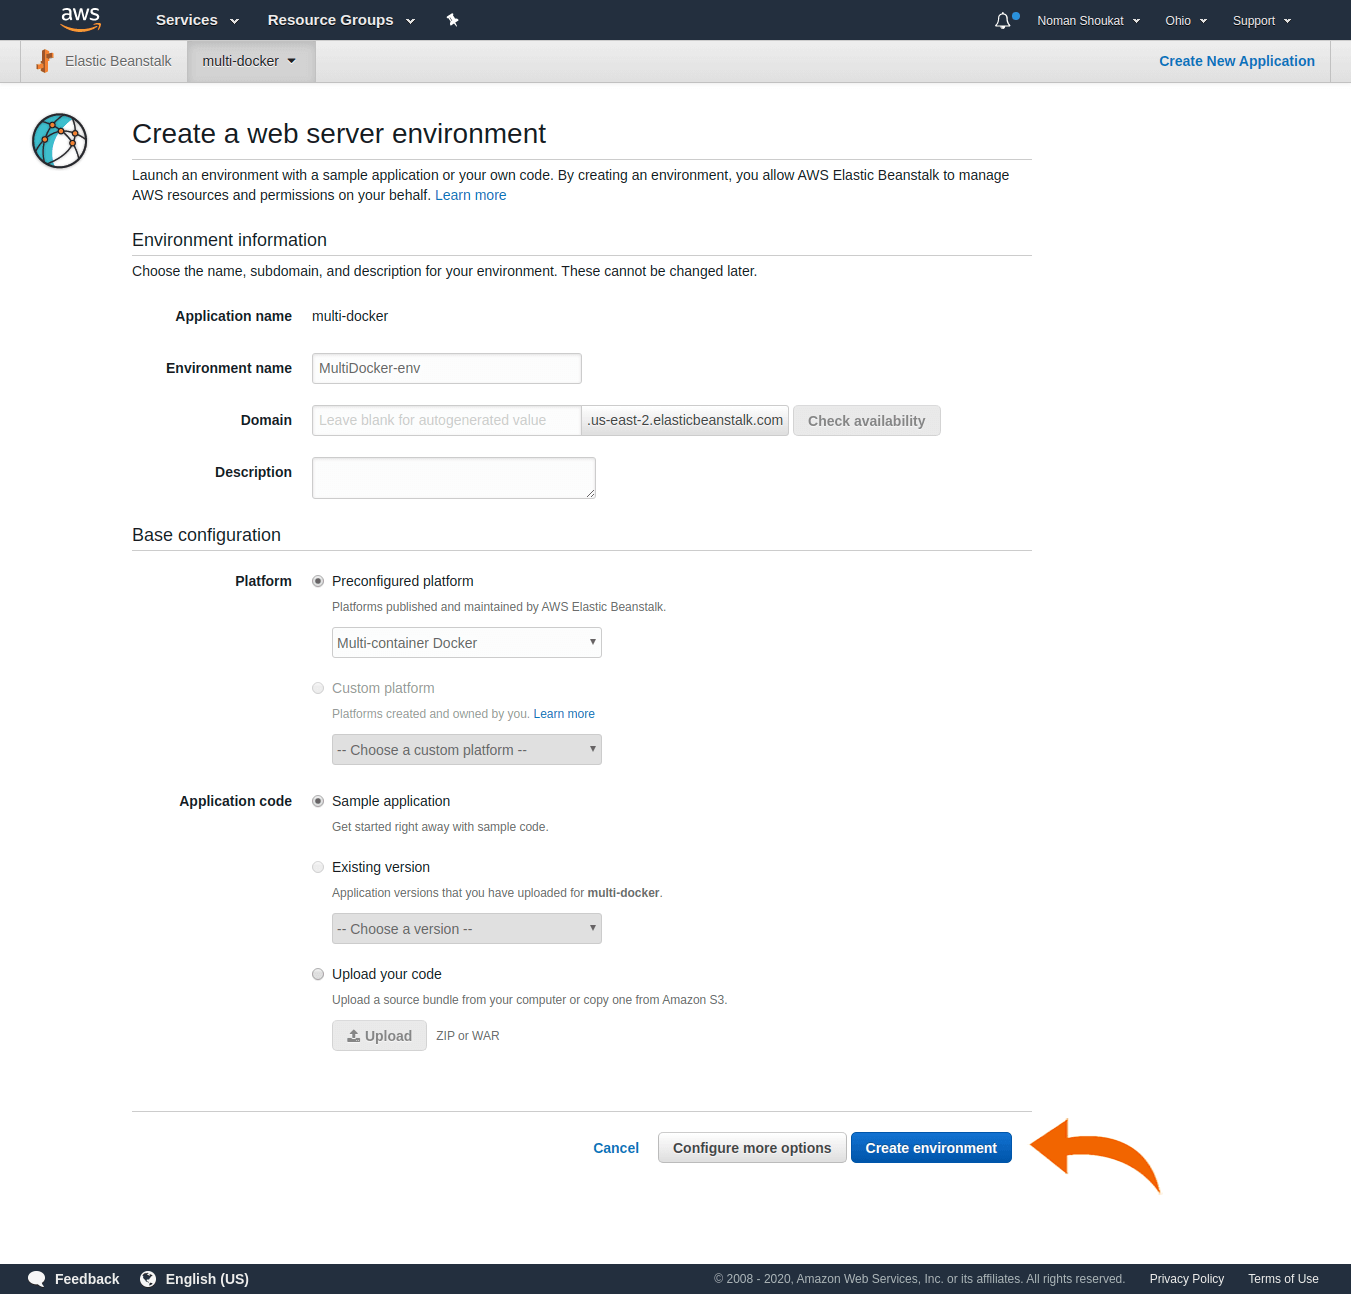 aws Services Resource Groups Noman Shoukat Ohio Support
Elastic Beanstalk multi-docker Create New Application
Create a web server environment
Launch an environment with a sample application or your own code. By creating an environment, you allow AWS Elastic Beanstalk to manage
AWS resources and permissions on your behalf. Learn more
Environment information
Choose the name, subdomain, and description for your environment. These cannot be changed later.
Application name multi-docker
Environment name MultiDocker-env
Domain Leave blank for autogenerated value .us-east-2.elasticbeanstalk.com Check availability
Description
Base configuration
Platform Preconfigured platform
Platforms published and maintained by AWS Elastic Beanstalk.
Multi-container Docker
Custom platform
Platforms created and owned by you. Learn more
-- Choose a custom platform --
Application code Sample application
Get started right away with sample code.
Existing version
Application versions that you have uploaded for multi-docker.
-- Choose a version --
Upload your code
Upload a source bundle from your computer or copy one from Amazon S3.
Upload ZIP or WAR
Cancel Configure more options Create environment
Feedback English (US) © 2008 - 2020, Amazon Web Services, Inc. or its affiliates. All rights reserved. Privacy Policy Terms of Use